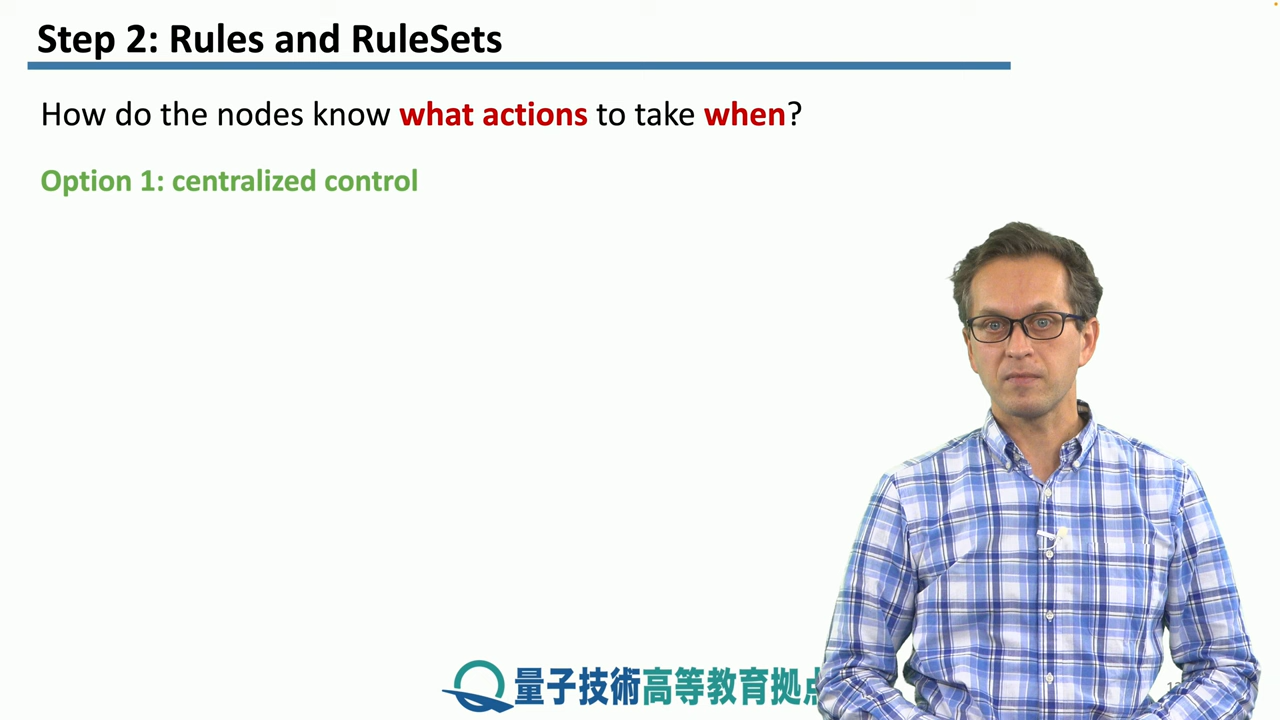 Step 2: Rules and RuleSets
How do the nodes know what actions to take when?
Option 1: centralized control
量子技術高等教育拠点